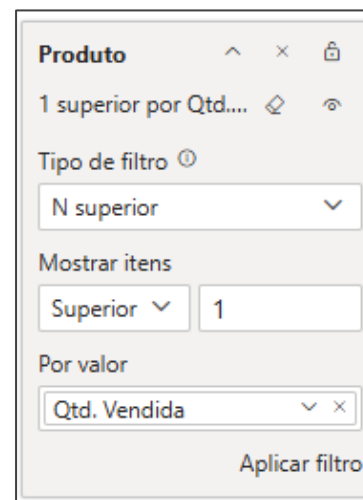 Produto
1 superior por Qtd....
Tipo de filtro
N superior
Mostrar itens
Superior 1
Por valor
Qtd. Vendida
Aplicar filtro